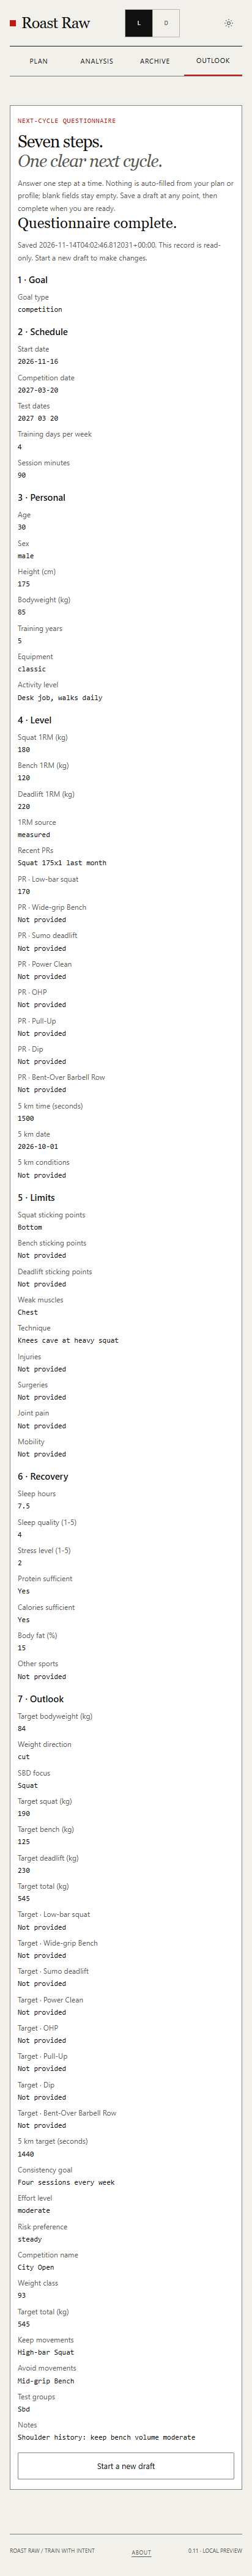 Roast Raw
L
D
PLAN
ANALYSIS
ARCHIVE
OUTLOOK
NEXT-CYCLE QUESTIONNAIRE
Seven steps.
One clear next cycle.
Answer one step at a time. Nothing is auto-filled from your plan or
profile; blank fields stay empty. Save a draft at any point, then
complete when you are ready.
Questionnaire complete.
Saved 2026-11-14T04:02:46.812031+00:00. This record is read-
only. Start a new draft to make changes.
1 · Goal
Goal type
competition
2 · Schedule
Start date
2026-11-16
Competition date
2027-03-20
Test dates
2027 03 20
Training days per week
4
Session minutes
90
3 · Personal
Age
30
Sex
male
Height (cm)
175
Bodyweight (kg)
85
Training years
5
Equipment
classic
Activity level
Desk job, walks daily
4 · Level
Squat 1RM (kg)
180
Bench 1RM (kg)
120
Deadlift 1RM (kg)
220
1RM source
measured
Recent PRs
Squat 175x1 last month
PR · Low-bar squat
170
PR · Wide-grip Bench
Not provided
PR · Sumo deadlift
Not provided
PR · Power Clean
Not provided
PR · OHP
Not provided
PR · Pull-Up
Not provided
PR · Dip
Not provided
PR · Bent-Over Barbell Row
Not provided
5 km time (seconds)
1500
5 km date
2026-10-01
5 km conditions
Not provided
5 · Limits
Squat sticking points
Bottom
Bench sticking points
Not provided
Deadlift sticking points
Not provided
Weak muscles
Chest
Technique
Knees cave at heavy squat
Injuries
Not provided
Surgeries
Not provided
Joint pain
Not provided
Mobility
Not provided
6 · Recovery
Sleep hours
7.5
Sleep quality (1-5)
4
Stress level (1-5)
2
Protein sufficient
Yes
Calories sufficient
Yes
Body fat (%)
15
Other sports
Not provided
7 · Outlook
Target bodyweight (kg)
84
Weight direction
cut
SBD focus
Squat
Target squat (kg)
190
Target bench (kg)
125
Target deadlift (kg)
230
Target total (kg)
545
Target · Low-bar squat
Not provided
Target · Wide-grip Bench
Not provided
Target · Sumo deadlift
Not provided
Target · Power Clean
Not provided
Target · OHP
Not provided
Target · Pull-Up
Not provided
Target · Dip
Not provided
Target · Bent-Over Barbell Row
Not provided
5 km target (seconds)
1440
Consistency goal
Four sessions every week
Effort level
moderate
Risk preference
steady
Competition name
City Open
Weight class
93
Target total (kg)
545
Keep movements
High-bar Squat
Avoid movements
Mid-grip Bench
Test groups
Sbd
Notes
Shoulder history: keep bench volume moderate
Start a new draft
ROAST RAW / TRAIN WITH INTENT
ABOUT
0.11 · LOCAL PREVIEW